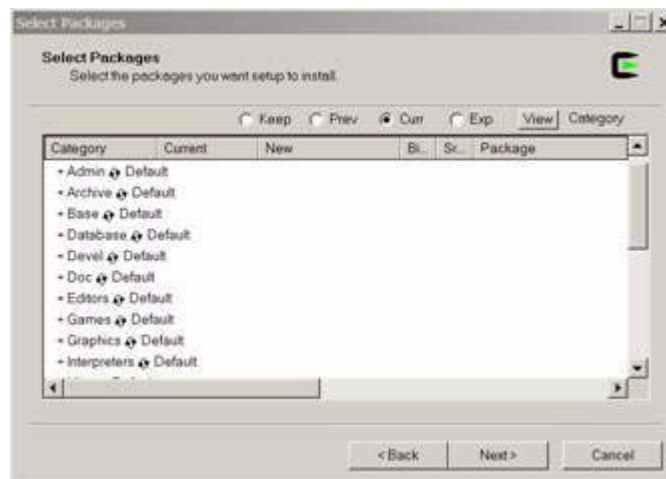 Select Packages
Select Packages
Select the packages you want setup to install.
Keep Prev Curr Exp View Category
Category Current New Bi... Sr... Package
+ Admin Default
+ Archive Default
+ Base Default
+ Database Default
+ Devel Default
+ Doc Default
+ Editors Default
+ Games Default
+ Graphics Default
+ Interpreters Default
< Back Next > Cancel